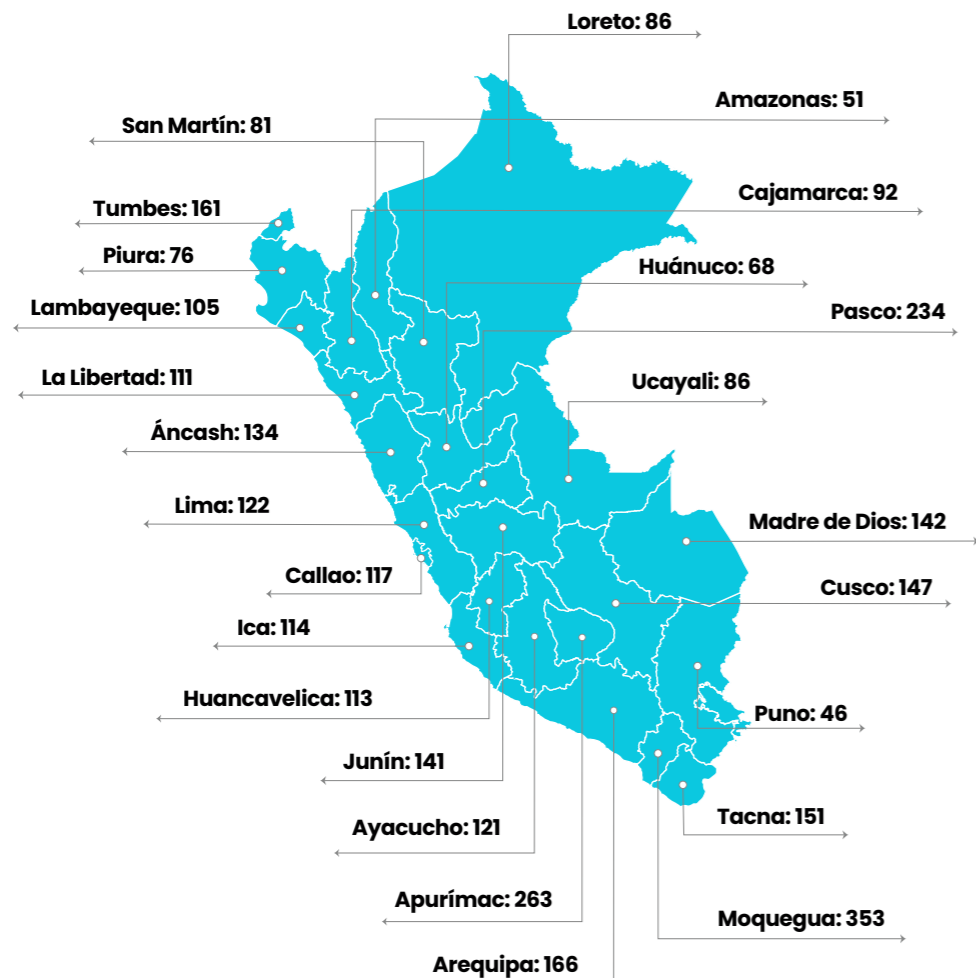 Loreto: 86
Amazonas: 51
San Martín: 81
Cajamarca: 92
Tumbes: 161
Piura: 76
Huánuco: 68
Lambayeque: 105
Pasco: 234
La Libertad: 111
Ucayali: 86
Áncash: 134
Lima: 122
Madre de Dios: 142
Callao: 117
Cusco: 147
Ica: 114
Huancavelica: 113
Puno: 46
Junín: 141
Tacna: 151
Ayacucho: 121
Apurímac: 263
Moquegua: 353
Arequipa: 166